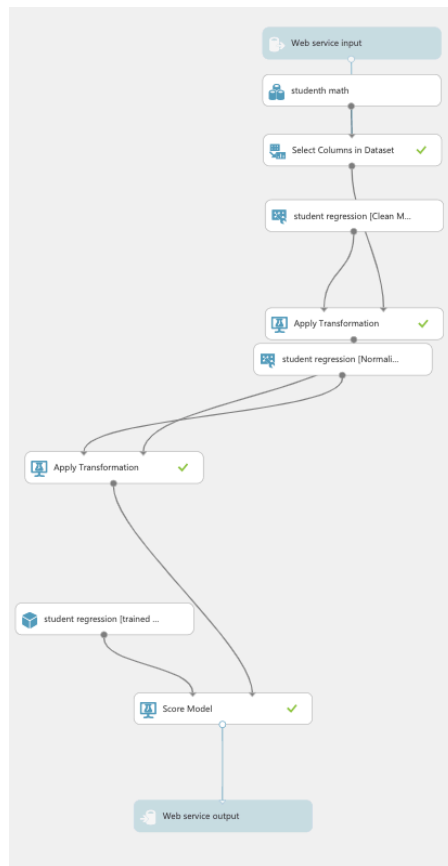 Web service input
studenth math
Select Columns in Dataset
student regression [Clean M...
Apply Transformation
student regression [Normali...
Apply Transformation
student regression [trained ...
Score Model
Web service output